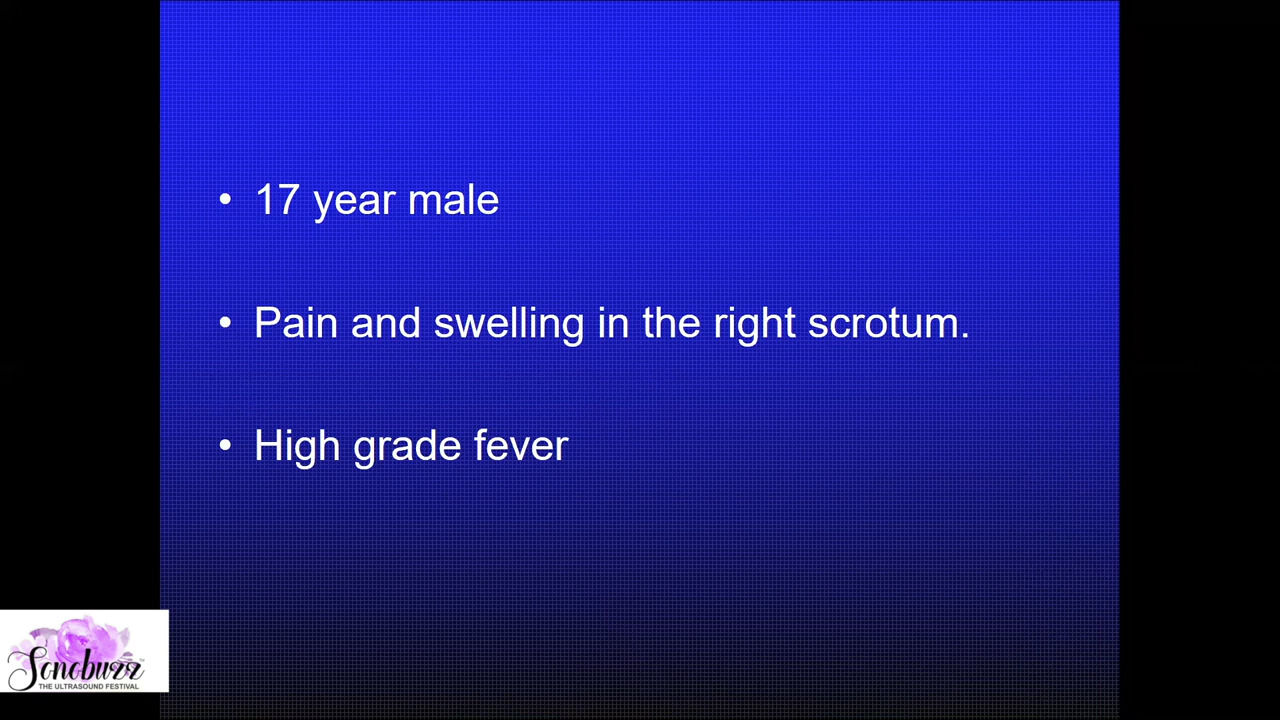 • 17 year male
• Pain and swelling in the right scrotum.
• High grade fever
Sonobuzz
THE ULTRASOUND FESTIVAL